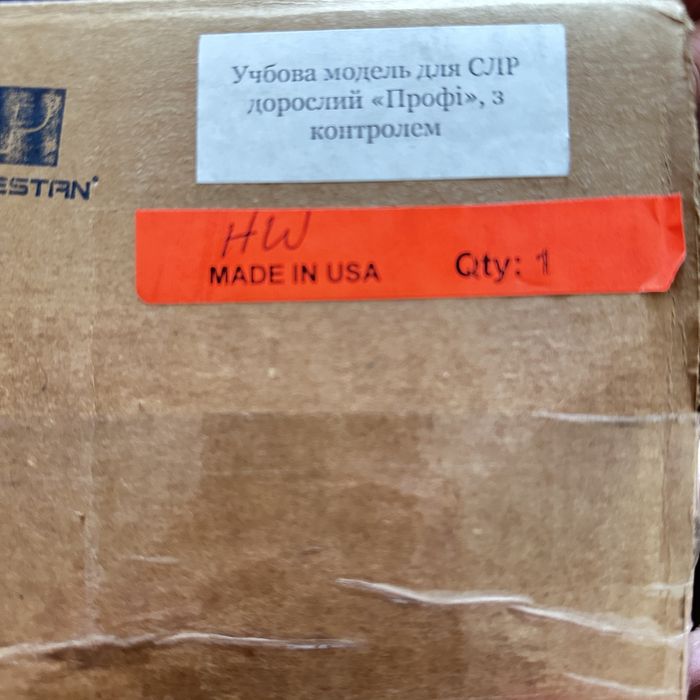 Учбова модель для СЛР
дорослий «Профі», з
контролем
ESTAN
HW
MADE IN USA Qty: 1